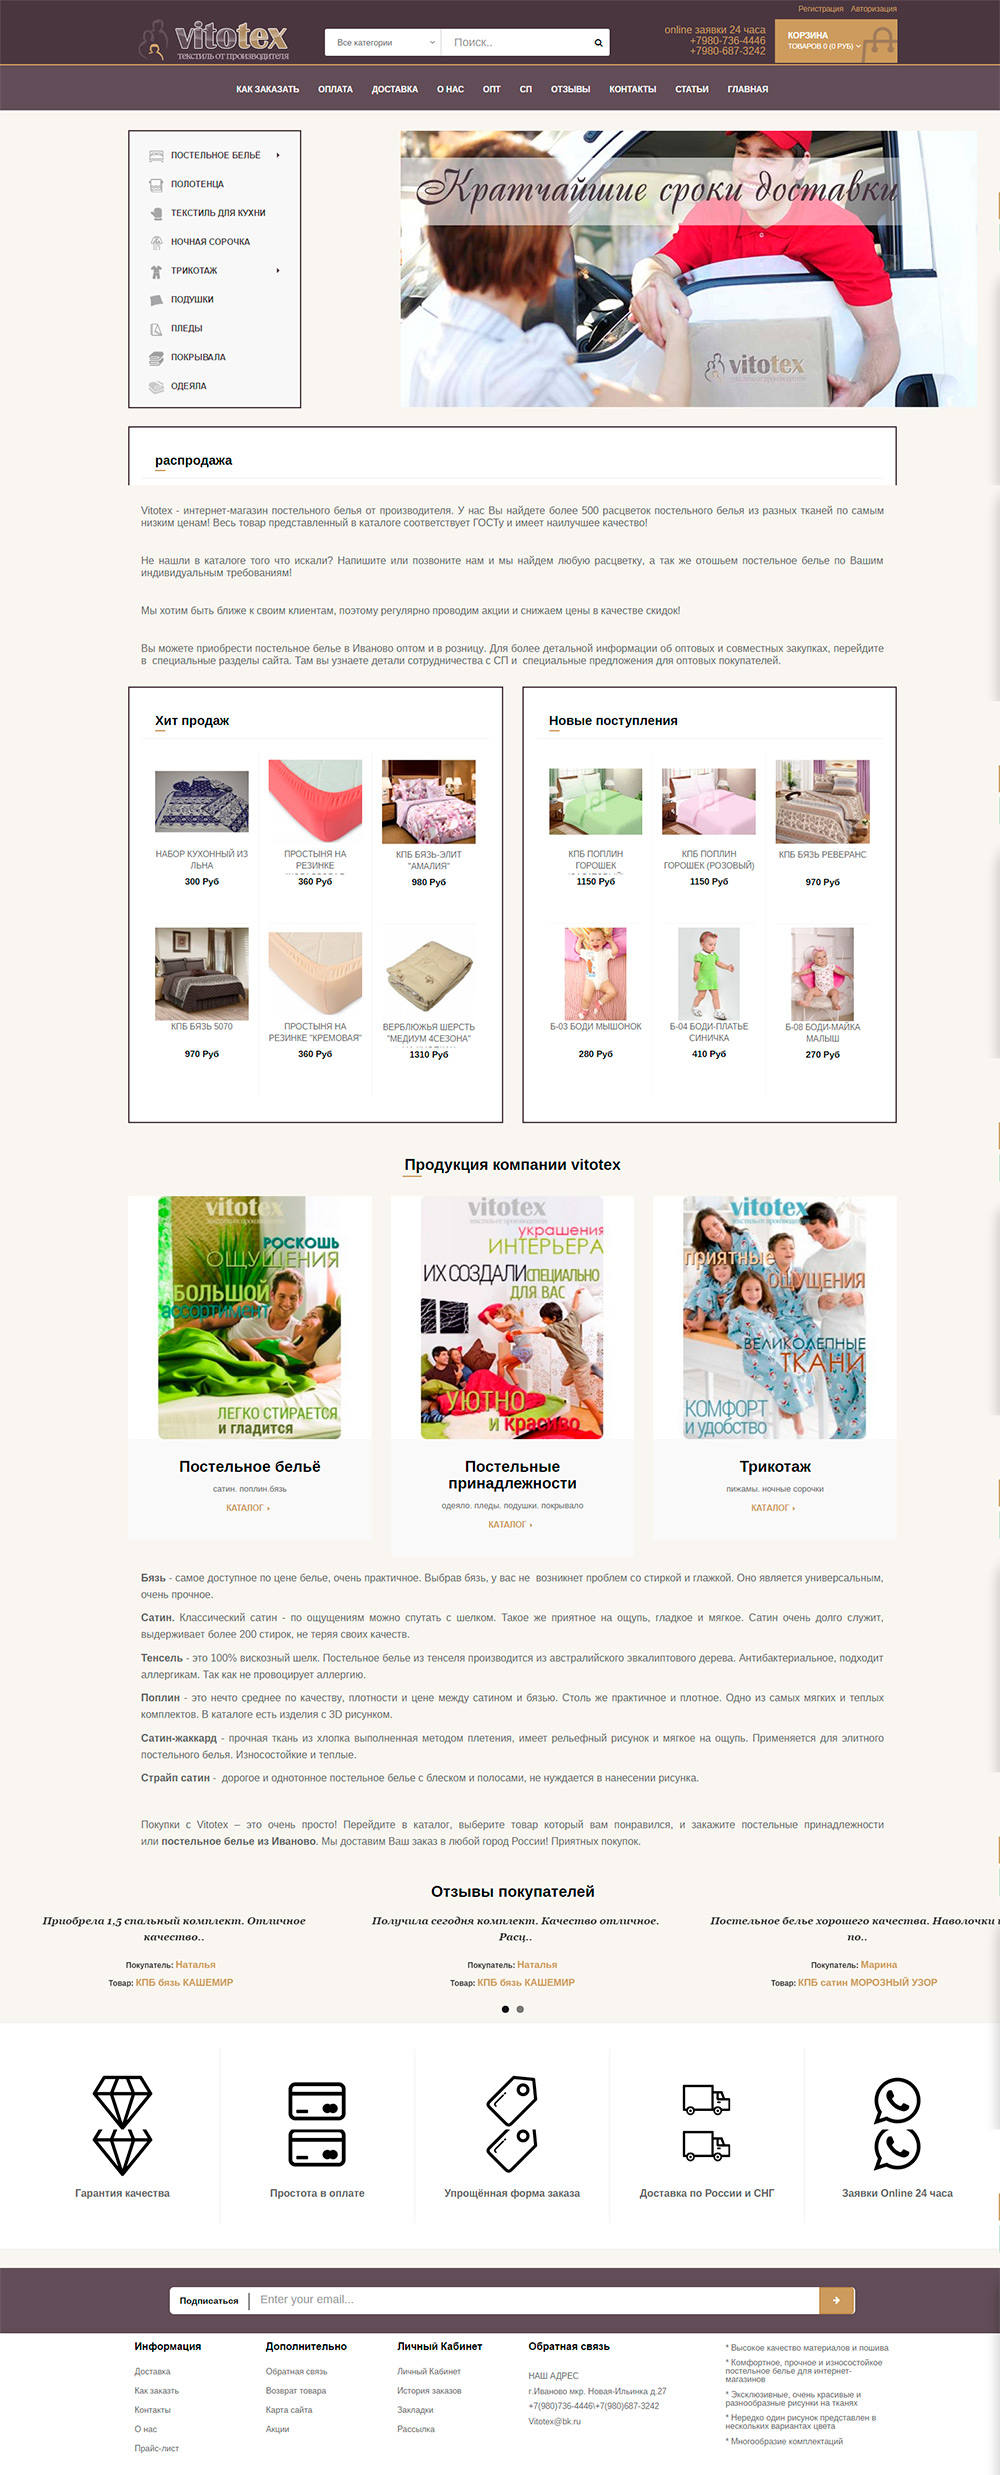 Регистрация Авторизация
vitotex
текстиль от производителя
Все категории
Поиск..
online заявки 24 часа
+7980-736-4446
+7980-687-3242
КОРЗИНА
ТОВАРОВ 0 (0 РУБ)
КАК ЗАКАЗАТЬ ОПЛАТА ДОСТАВКА О НАС ОПТ СП ОТЗЫВЫ КОНТАКТЫ СТАТЬИ ГЛАВНАЯ
ПОСТЕЛЬНОЕ БЕЛЬЁ
ПОЛОТЕНЦА
ТЕКСТИЛЬ ДЛЯ КУХНИ
НОЧНАЯ СОРОЧКА
ТРИКОТАЖ
ПОДУШКИ
ПЛЕДЫ
ПОКРЫВАЛА
ОДЕЯЛА
Кратчайшие сроки доставки
vitotex
распродажа
Vitotex - интернет-магазин постельного белья от производителя. У нас Вы найдете более 500 расцветок постельного белья из разных тканей по самым
низким ценам! Весь товар представленный в каталоге соответствует ГОСТу и имеет наилучшее качество!
Не нашли в каталоге того что искали? Напишите или позвоните нам и мы найдем любую расцветку, а так же отошьем постельное белье по Вашим
индивидуальным требованиям!
Мы хотим быть ближе к своим клиентам, поэтому регулярно проводим акции и снижаем цены в качестве скидок!
Вы можете приобрести постельное белье в Иваново оптом и в розницу. Для более детальной информации об оптовых и совместных закупках, перейдите
в специальные разделы сайта. Там вы узнаете детали сотрудничества с СП и специальные предложения для оптовых покупателей.
Хит продаж
НАБОР КУХОННЫЙ ИЗ
ЛЬНА
300 Руб
ПРОСТЫНЯ НА
РЕЗИНКЕ
360 Руб
КПБ БЯЗЬ-ЭЛИТ
"АМАЛИЯ"
980 Руб
КПБ БЯЗЬ 5070
970 Руб
ПРОСТЫНЯ НА
РЕЗИНКЕ "КРЕМОВАЯ"
360 Руб
ВЕРБЛЮЖЬЯ ШЕРСТЬ
"МЕДИУМ 4СЕЗОНА"
1310 Руб
Новые поступления
КПБ ПОПЛИН
ГОРОШЕК
1150 Руб
КПБ ПОПЛИН
ГОРОШЕК (РОЗОВЫЙ)
1150 Руб
КПБ БЯЗЬ РЕВЕРАНС
970 Руб
Б-03 БОДИ МЫШОНОК
280 Руб
Б-04 БОДИ-ПЛАТЬЕ
СИНИЧКА
410 Руб
Б-08 БОДИ-МАЙКА
МАЛЫШ
270 Руб
Продукция компании vitotex
vitotex
текстиль от производителя
РОСКОШЬ
ОЩУЩЕНИЯ
БОЛЬШОЙ
ассортимент
ЛЕГКО СТИРАЕТСЯ
и гладится
Постельное бельё
сатин. поплин.бязь
КАТАЛОГ
vitotex
текстиль от производителя
украшения
ИНТЕРЬЕРА
ИХ СОЗДАЛИ СПЕЦИАЛЬНО
ДЛЯ ВАС
УЮТНО
и красиво
Постельные
принадлежности
одеяло. пледы. подушки. покрывало
КАТАЛОГ
vitotex
текстиль от производителя
приятные
ОЩУЩЕНИЯ
ВЕЛИКОЛЕПНЫЕ
ТКАНИ
КОМФОРТ
и удобство
Трикотаж
пижамы. ночные сорочки
КАТАЛОГ
Бязь - самое доступное по цене белье, очень практичное. Выбрав бязь, у вас не возникнет проблем со стиркой и глажкой. Оно является универсальным,
очень прочное.
Сатин. Классический сатин - по ощущениям можно спутать с шелком. Такое же приятное на ощупь, гладкое и мягкое. Сатин очень долго служит,
выдерживает более 200 стирок, не теряя своих качеств.
Тенсель - это 100% вискозный шелк. Постельное белье из тенселя производится из австралийского эвкалиптового дерева. Антибактериальное, подходит
аллергикам. Так как не провоцирует аллергию.
Поплин - это нечто среднее по качеству, плотности и цене между сатином и бязью. Столь же практичное и плотное. Одно из самых мягких и теплых
комплектов. В каталоге есть изделия с 3D рисунком.
Сатин-жаккард - прочная ткань из хлопка выполненная методом плетения, имеет рельефный рисунок и мягкое на ощупь. Применяется для элитного
постельного белья. Износостойкие и теплые.
Страйп сатин - дорогое и однотонное постельное белье с блеском и полосами, не нуждается в нанесении рисунка.
Покупки с Vitotex – это очень просто! Перейдите в каталог, выберите товар который вам понравился, и закажите постельные принадлежности
или постельное белье из Иваново. Мы доставим Ваш заказ в любой город России! Приятных покупок.
Отзывы покупателей
Приобрела 1,5 спальный комплект. Отличное
качество..
Покупатель: Наталья
Товар: КПБ бязь КАШЕМИР
Получила сегодня комплект. Качество отличное.
Расц..
Покупатель: Наталья
Товар: КПБ бязь КАШЕМИР
Постельное белье хорошего качества. Наволочки
по..
Покупатель: Марина
Товар: КПБ сатин МОРОЗНЫЙ УЗОР
Гарантия качества
Простота в оплате
Упрощённая форма заказа
Доставка по России и СНГ
Заявки Online 24 часа
Подписаться
Enter your email...
Информация
Доставка
Как заказть
Контакты
О нас
Прайс-лист
Дополнительно
Обратная связь
Возврат товара
Карта сайта
Акции
Личный Кабинет
Личный Кабинет
История заказов
Закладки
Рассылка
Обратная связь
НАШ АДРЕС
г.Иваново мкр. Новая-Ильинка д.27
+7(980)736-4446\+7(980)687-3242
Vitotex@bk.ru
* Высокое качество материалов и пошива
* Комфортное, прочное и износостойкое
постельное белье для интернет-
магазинов
* Эксклюзивные, очень красивые и
разнообразные рисунки на тканях
* Нередко один рисунок представлен в
нескольких вариантах цвета
* Многообразие комплектаций